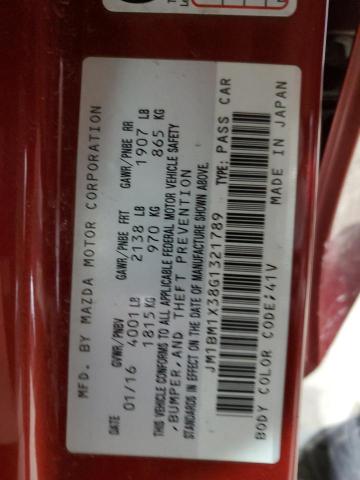 MFD. BY MAZDA MOTOR CORPORATION
DATE GVWR/PNBV GAWR/PNBE FRT GAWR/PNBE RR
01/16 4001 LB 2138 LB 1907 LB
1815 KG 970 KG 865 KG
THIS VEHICLE CONFORMS TO ALL APPLICABLE FEDERAL MOTOR VEHICLE SAFETY
,BUMPER,AND THEFT PREVENTION
STANDARDS IN EFFECT ON THE DATE OF MANUFACTURE SHOWN ABOVE.
JM1BM1X38G1321789 TYPE: PASS CAR
BODY COLOR CODE:41V MADE IN JAPAN